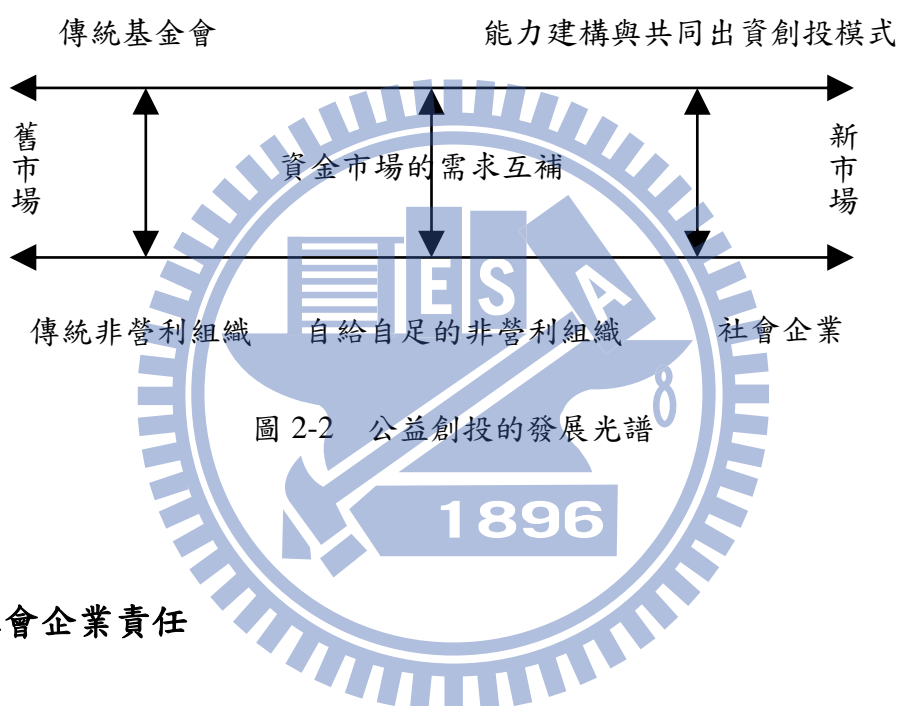 傳統基金會 能力建構與共同出資創投模式
舊市場
新市場
資金市場的需求互補
ESA
傳統非營利組織 自給自足的非營利組織 社會企業
8
圖 2-2 公益創投的發展光譜
1896
會企業責任